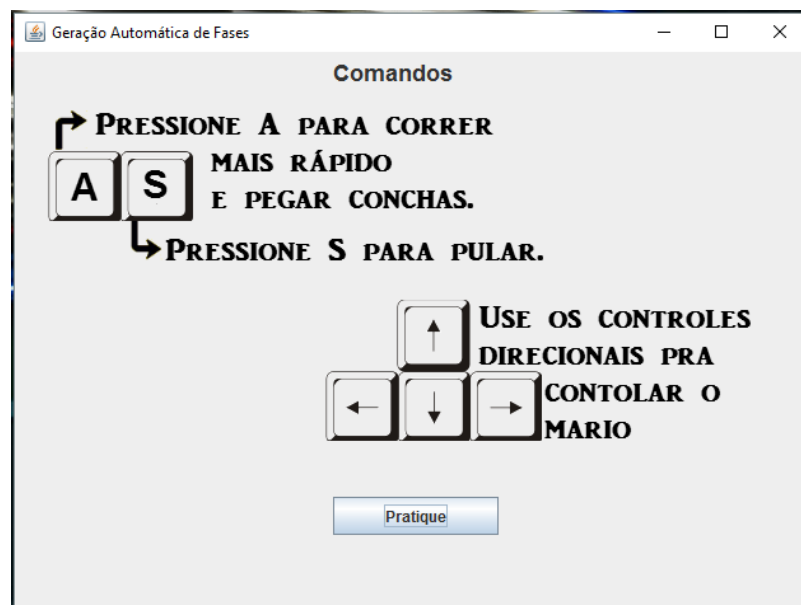 Geração Automática de Fases
Comandos
Pressione A para correr
mais rápido
e pegar conchas.
A S
Pressione S para pular.
Use os controles
direcionais pra
contolar o
mario
Pratique